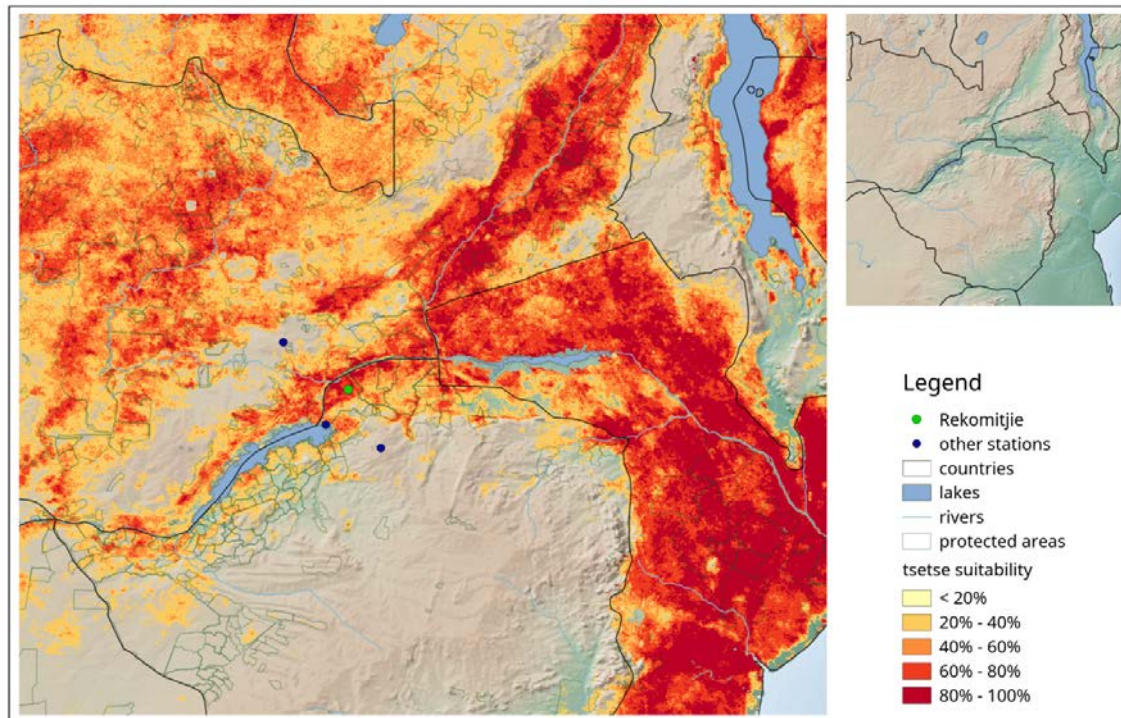 Legend
Rekomitjie
other stations
countries
lakes
rivers
protected areas
tsetse suitability
< 20%
20% - 40%
40% - 60%
60% - 80%
80% - 100%